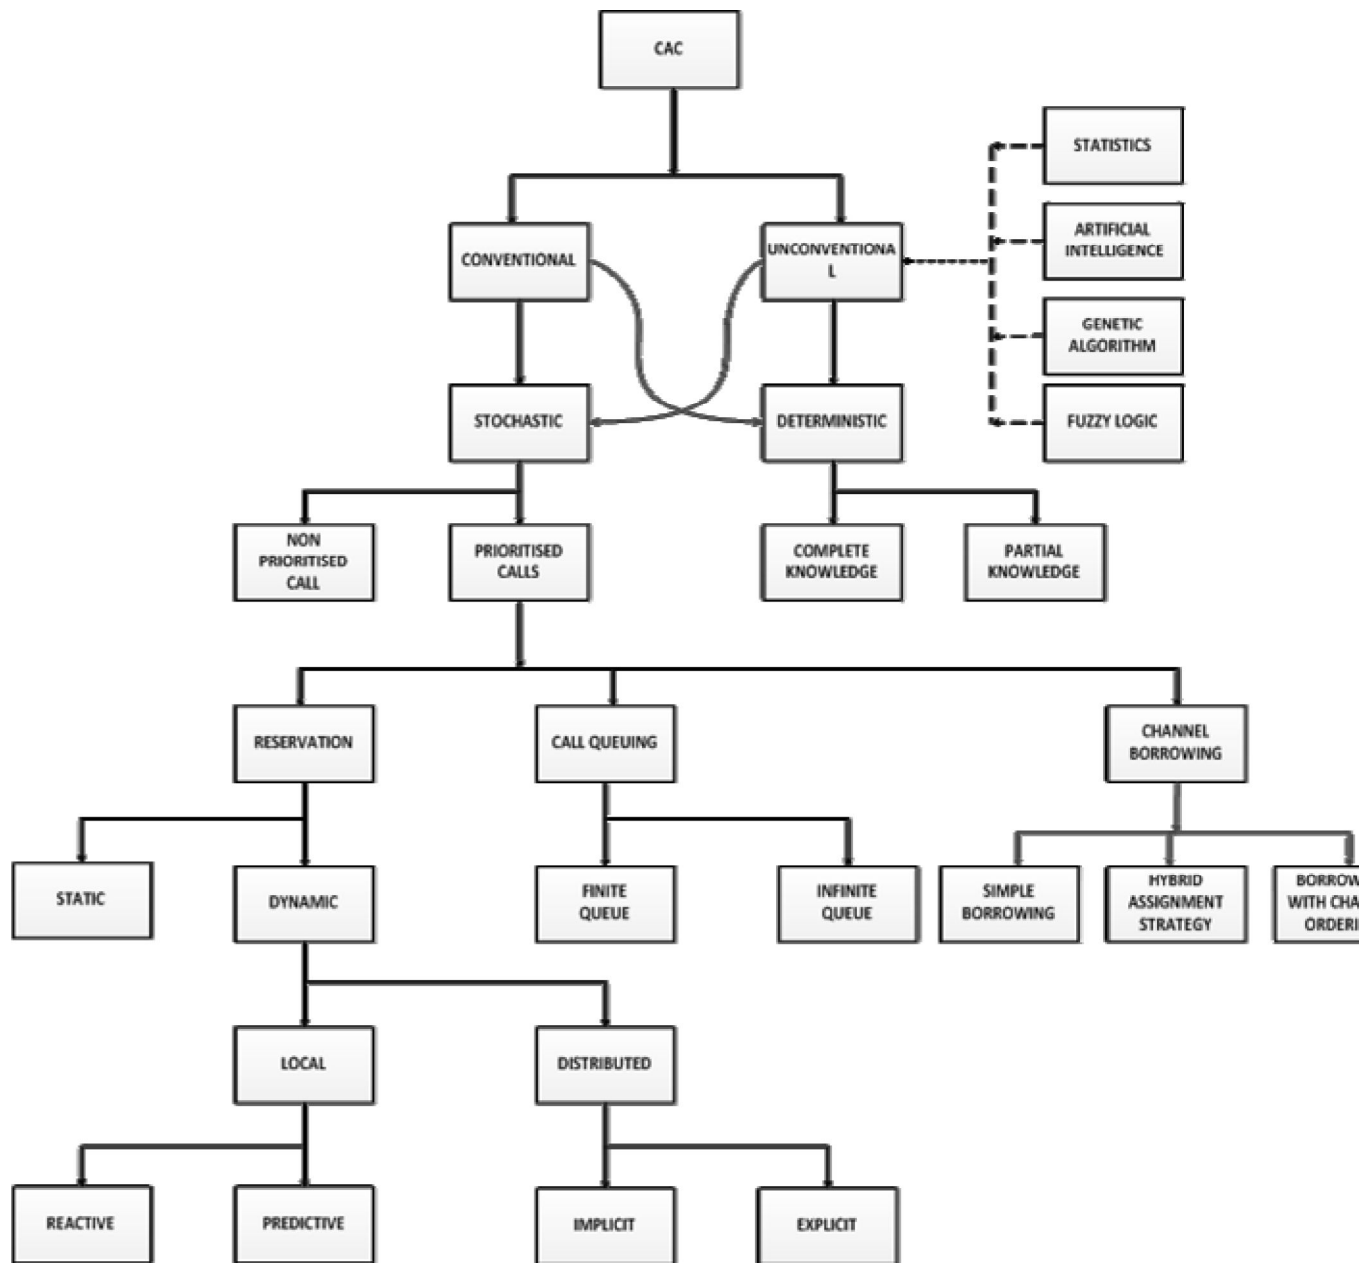 CAC
STATISTICS
ARTIFICIAL
INTELLIGENCE
CONVENTIONAL
UNCONVENTIONA
L
GENETIC
ALGORITHM
STOCHASTIC
DETERMINISTIC
FUZZY LOGIC
NON
PRIORITISED
CALL
PRIORITISED
CALLS
COMPLETE
KNOWLEDGE
PARTIAL
KNOWLEDGE
RESERVATION
CALL QUEUING
CHANNEL
BORROWING
STATIC
DYNAMIC
FINITE
QUEUE
INFINITE
QUEUE
SIMPLE
BORROWING
HYBRID
ASSIGNMENT
STRATEGY
WITH
LOCAL
DISTRIBUTED
REACTIVE
PREDICTIVE
IMPLICIT
EXPLICIT